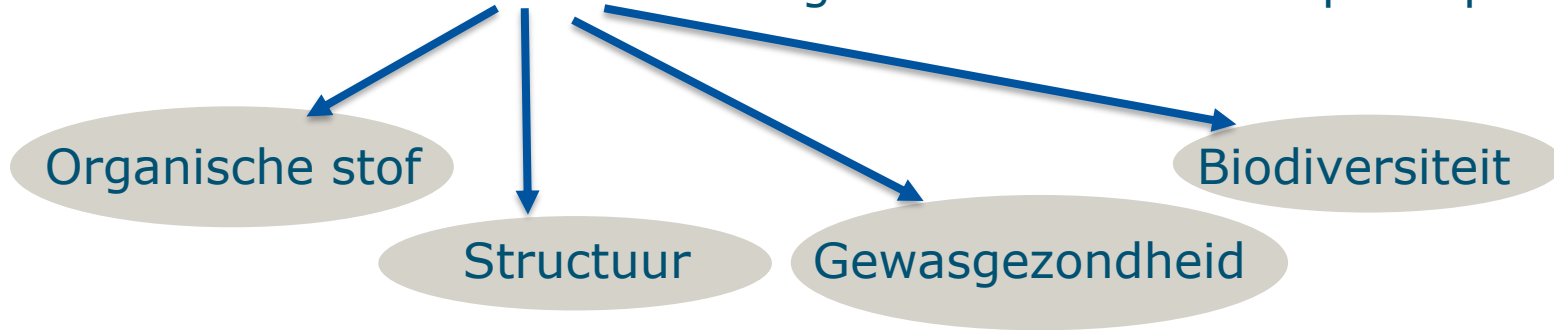 Organische stof
Biodiversiteit
Structuur
Gewasgezondheid